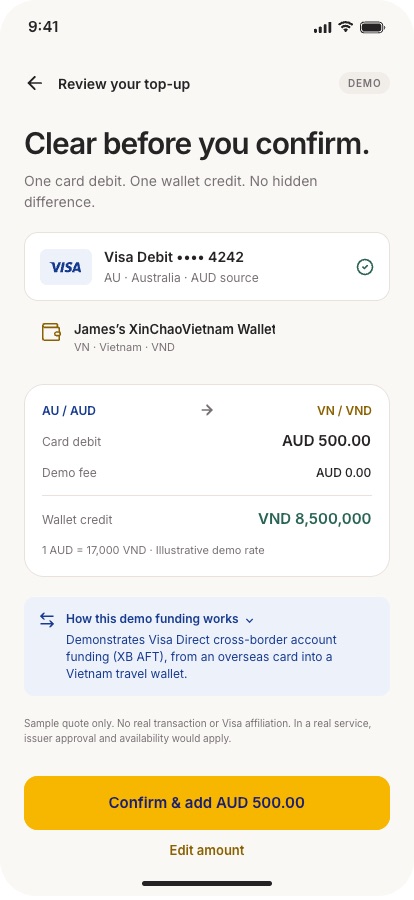 9:41
Review your top-up
DEMO
Clear before you confirm.
One card debit. One wallet credit. No hidden
difference.
VISA
Visa Debit •••• 4242
AU · Australia · AUD source
James’s XinChaoVietnam Wallet
VN · Vietnam · VND
AU / AUD → VN / VND
Card debit AUD 500.00
Demo fee AUD 0.00
Wallet credit VND 8,500,000
1 AUD = 17,000 VND · Illustrative demo rate
How this demo funding works
Demonstrates Visa Direct cross-border account
funding (XB AFT), from an overseas card into a
Vietnam travel wallet.
Sample quote only. No real transaction or Visa affiliation. In a real service,
issuer approval and availability would apply.
Confirm & add AUD 500.00
Edit amount